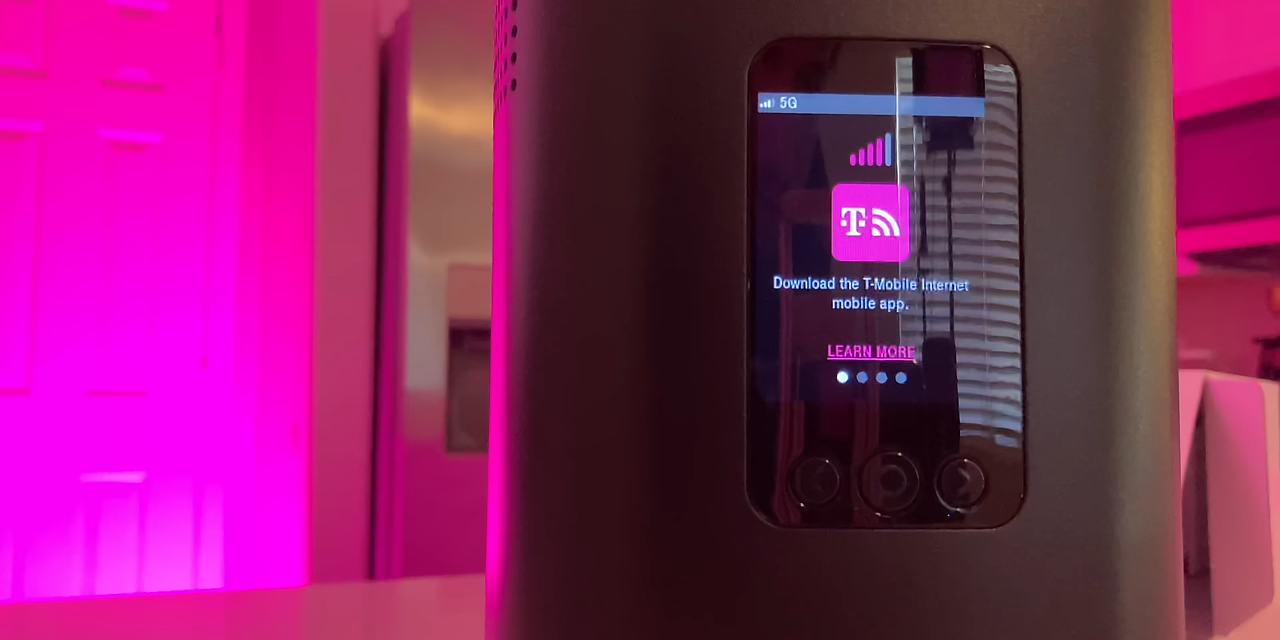 5G
T
Download the T-Mobile Internet
mobile app.
LEARN MORE